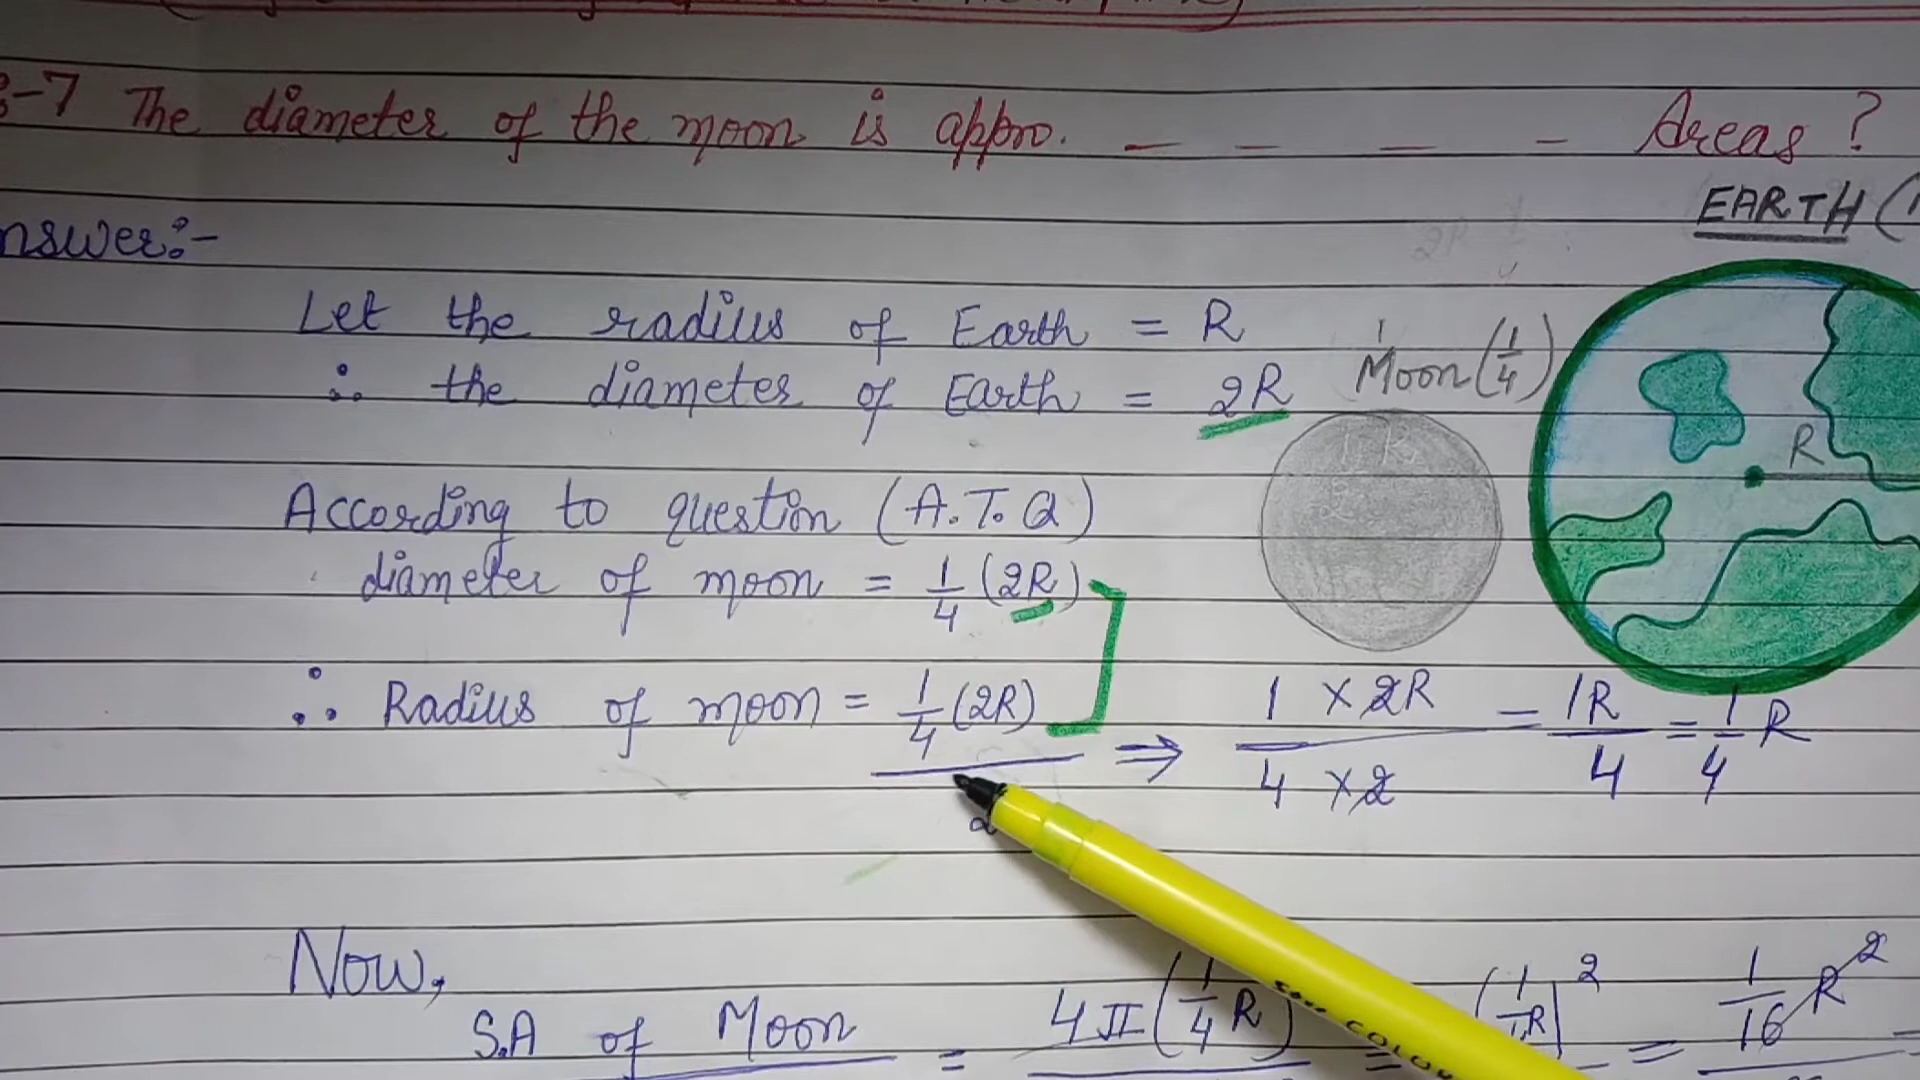 :-7 The diameter of the moon is appro. _ _ _ _ Areas ?
EARTH (
nswer:-
Let the radius of Earth = R
∴ the diameter of Earth = 2R
Moon (1/4)
R
According to question (A.T.Q)
diameter of moon = 1/4 (2R)
∴ Radius of moon = 1/4 (2R) / 2 ⇒ 1 × 2R / 4 × 2 = 1R / 4 = 1/4 R
Now,
S.A of Moon = 4π (1/4 R) = (1/4 R)² = 1/16 R² =